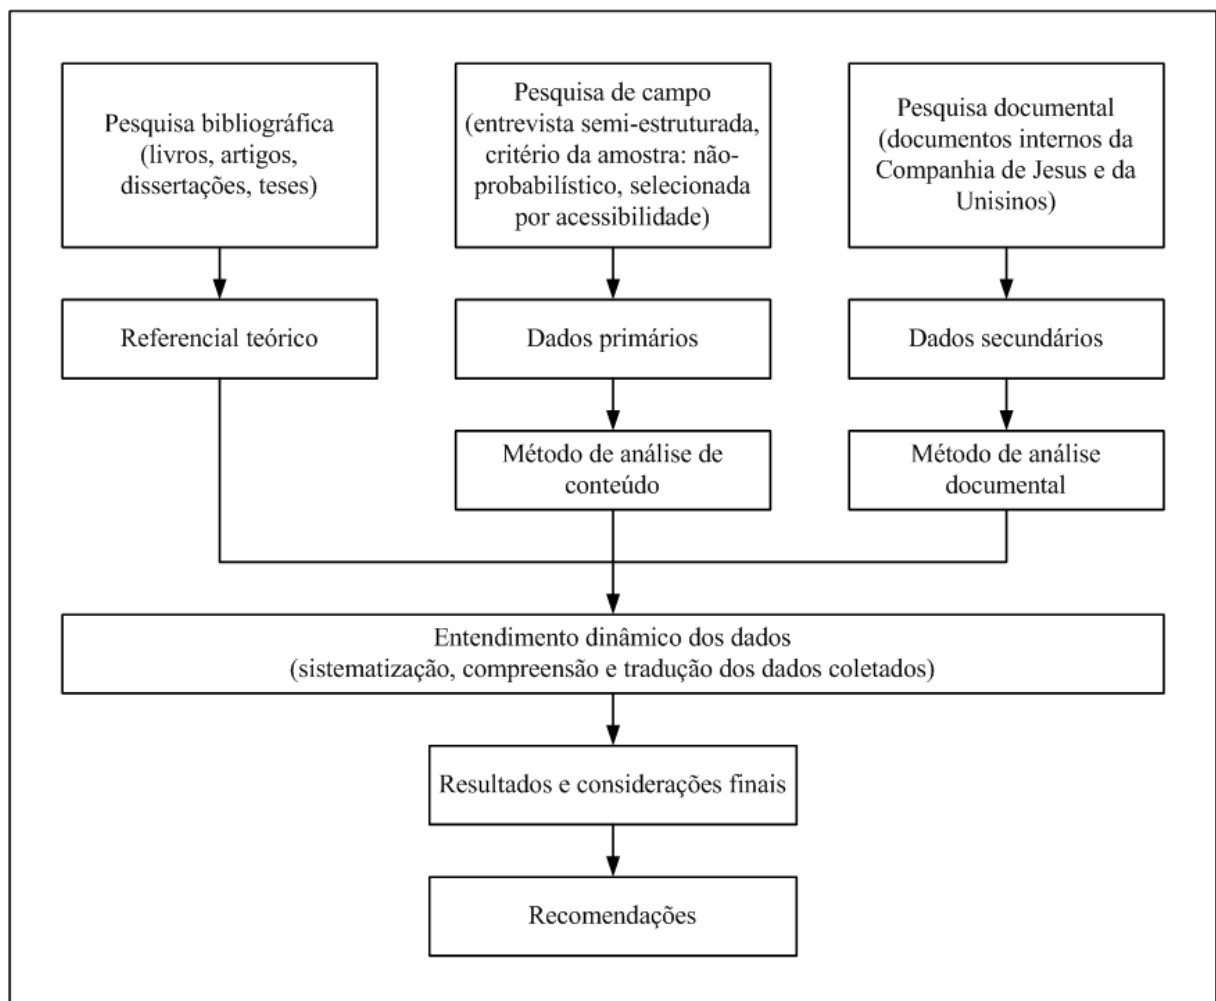 Pesquisa bibliográfica
(livros, artigos,
dissertações, teses)
Pesquisa de campo
(entrevista semi-estruturada,
critério da amostra: não-
probabilístico, selecionada
por acessibilidade)
Pesquisa documental
(documentos internos da
Companhia de Jesus e da
Unisinos)
Referencial teórico
Dados primários
Dados secundários
Método de análise de
conteúdo
Método de análise
documental
Entendimento dinâmico dos dados
(sistematização, compreensão e tradução dos dados coletados)
Resultados e considerações finais
Recomendações